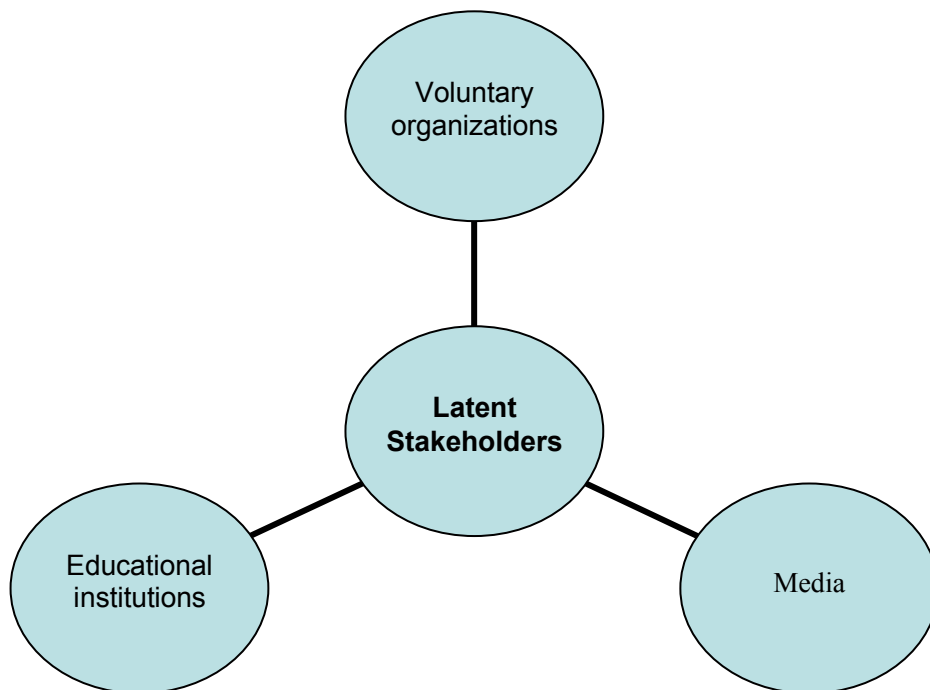 Voluntary
organizations
Latent
Stakeholders
Educational
institutions
Media